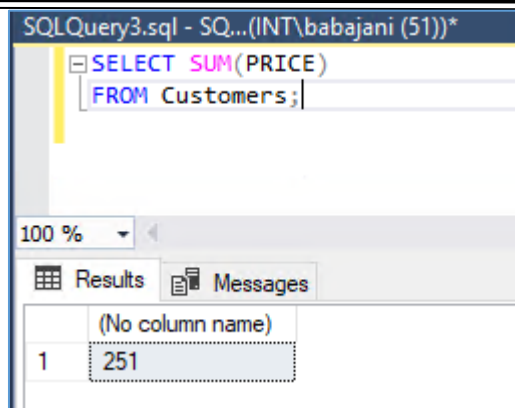 SQLQuery3.sql - SQ...(INT\babajani (51))*
SELECT SUM(PRICE)
FROM Customers;
100 %
Results Messages
(No column name)
1 251